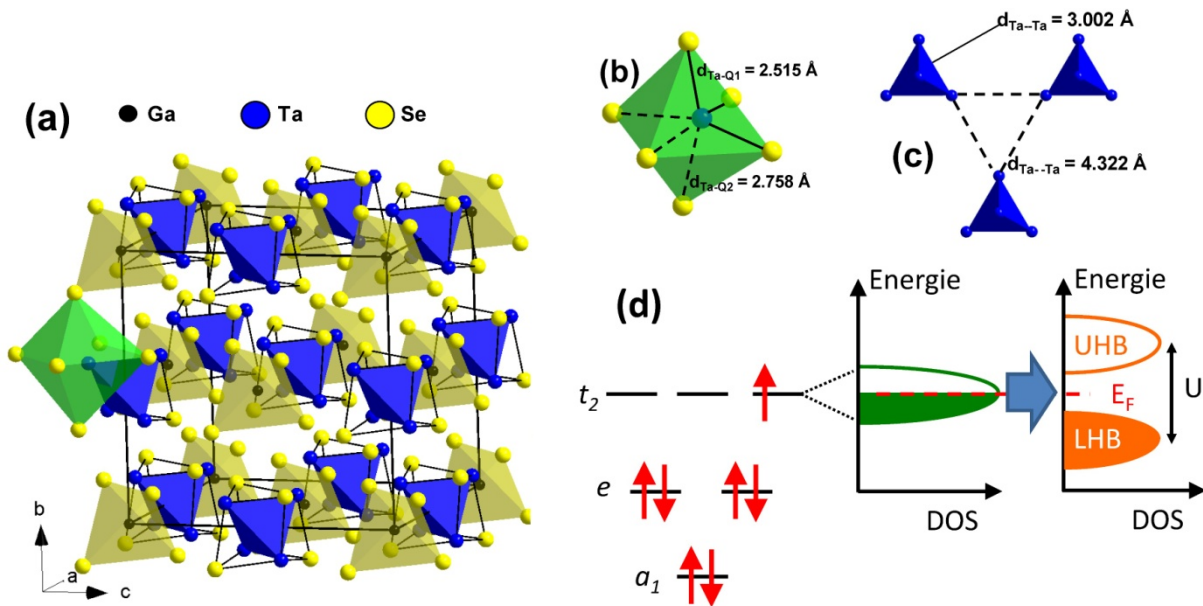 (a)
Ga Ta Se
b
a
c
(b)
dTa-Q1 = 2.515 Å
dTa-Q2 = 2.758 Å
dTa--Ta = 3.002 Å
(c)
dTa- -Ta = 4.322 Å
(d)
Energie
Energie
t2
e
a1
UHB
EF
U
LHB
DOS
DOS